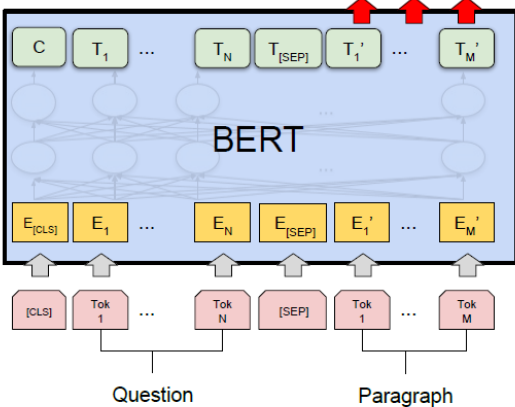 C T1 ... TN T[SEP] T1' ... TM'
...
BERT
...
E[CLS] E1 ... EN E[SEP] E1' ... EM'
[CLS] Tok 1 ... Tok N [SEP] Tok 1 ... Tok M
Question Paragraph